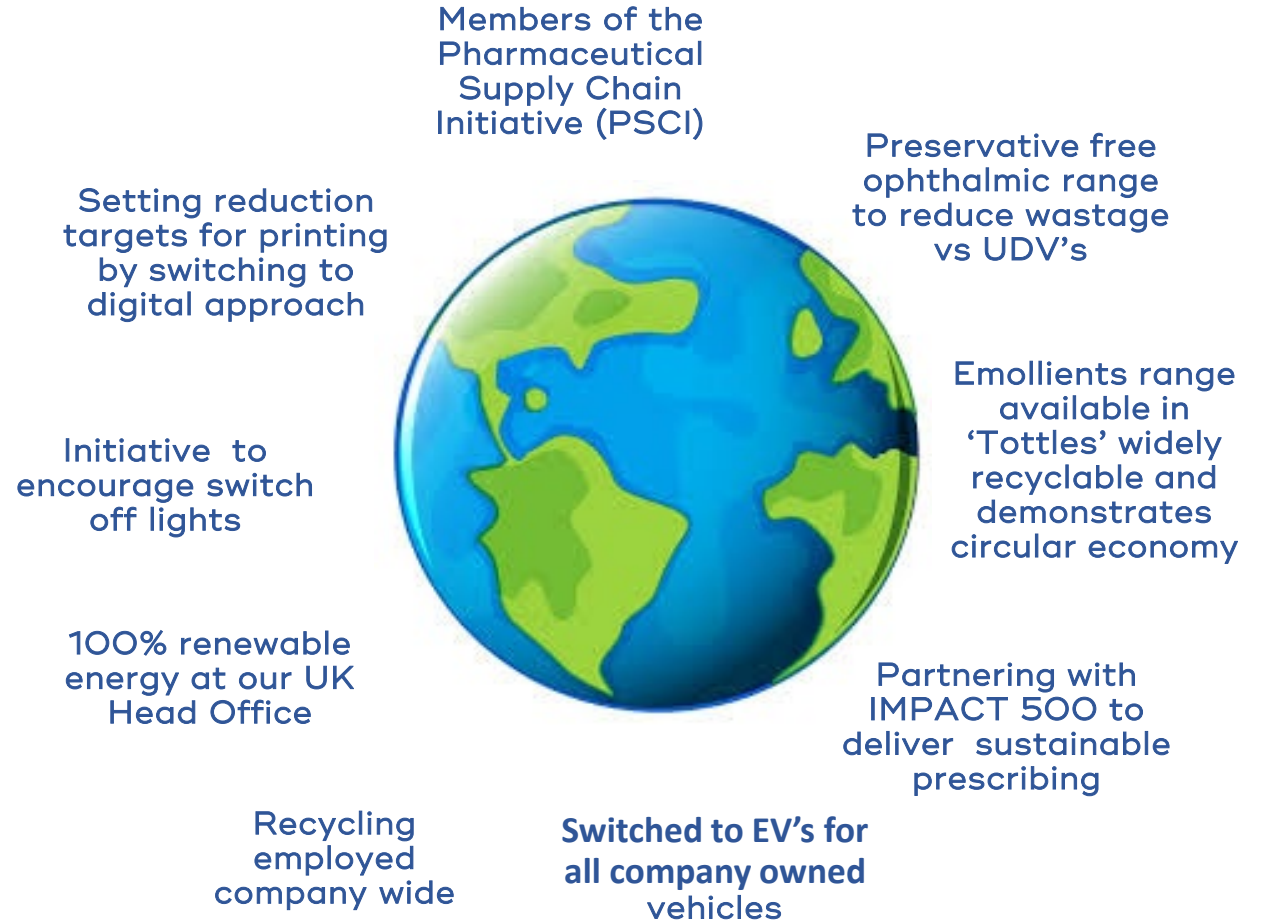 Members of the
Pharmaceutical
Supply Chain
Initiative (PSCI)
Preservative free
ophthalmic range
to reduce wastage
vs UDV's
Emollients range
available in
‘Tottles’ widely
recyclable and
demonstrates
circular economy
Partnering with
IMPACT 500 to
deliver sustainable
prescribing
Switched to EV’s for
all company owned
vehicles
Recycling
employed
company wide
100% renewable
energy at our UK
Head Office
Initiative to
encourage switch
off lights
Setting reduction
targets for printing
by switching to
digital approach